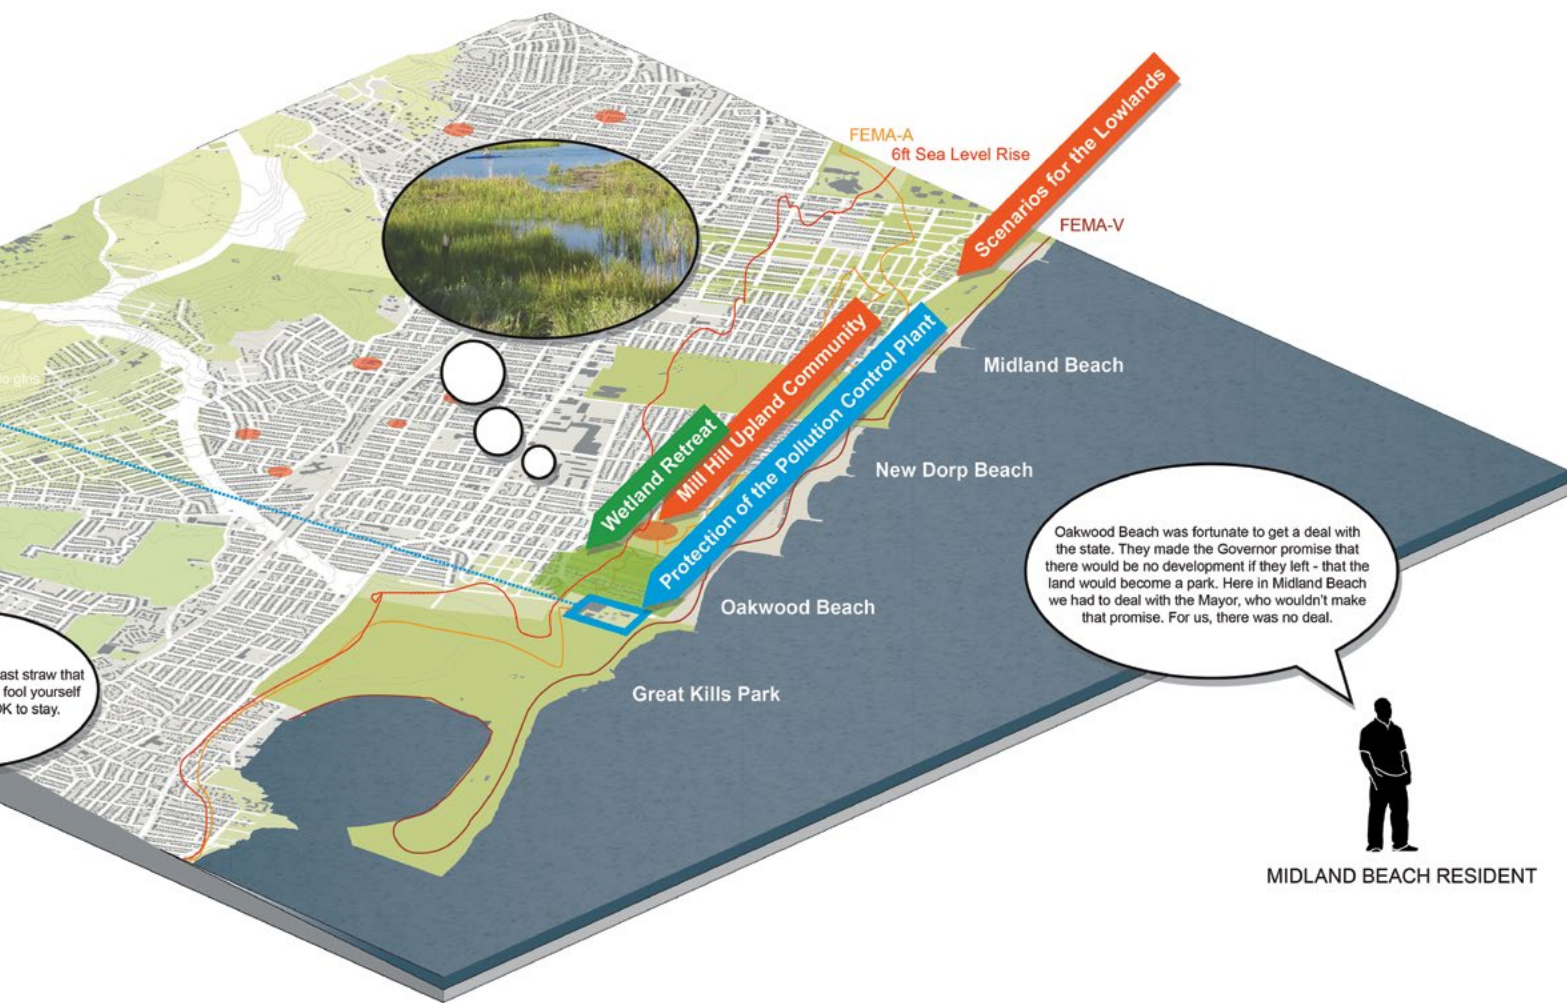 FEMA-A
6ft Sea Level Rise
Scenarios for the Lowlands
FEMA-V
Mill Hill Upland Community
Protection of the Pollution Control Plant
Wetland Retreat
Midland Beach
New Dorp Beach
Oakwood Beach
Great Kills Park
Oakwood Beach was fortunate to get a deal with
the state. They made the Governor promise that
there would be no development if they left - that the
land would become a park. Here in Midland Beach
we had to deal with the Mayor, who wouldn't make
that promise. For us, there was no deal.
ast straw that
fool yourself
OK to stay.
MIDLAND BEACH RESIDENT